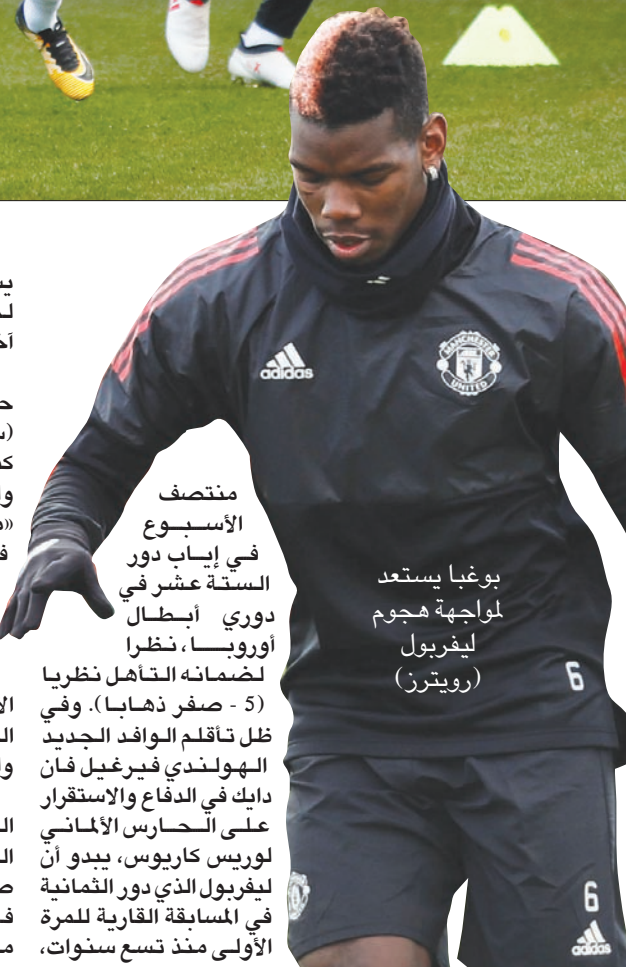 adidas
MANCHESTER
UNITED
بوغبا يستعد
لمواجهة هجوم
ليفربول
(رويترز)
6
6
adidas
منتصف
الأسبوع
في إياب دور
الستة عشر في
دوري أبطال
أوروبا، نظرا
لضمانه التأهل نظريا
(5 - صفر ذهابا). وفي
ظل تأقلم الوافد الجديد
الهولندي فيرغيل فان
دايك في الدفاع والاستقرار
على الحارس الألماني
لوريس كاريوس، يبدو أن
ليفربول الذي دور الثمانية
في المسابقة القارية للمرة
الأولى منذ تسع سنوات،